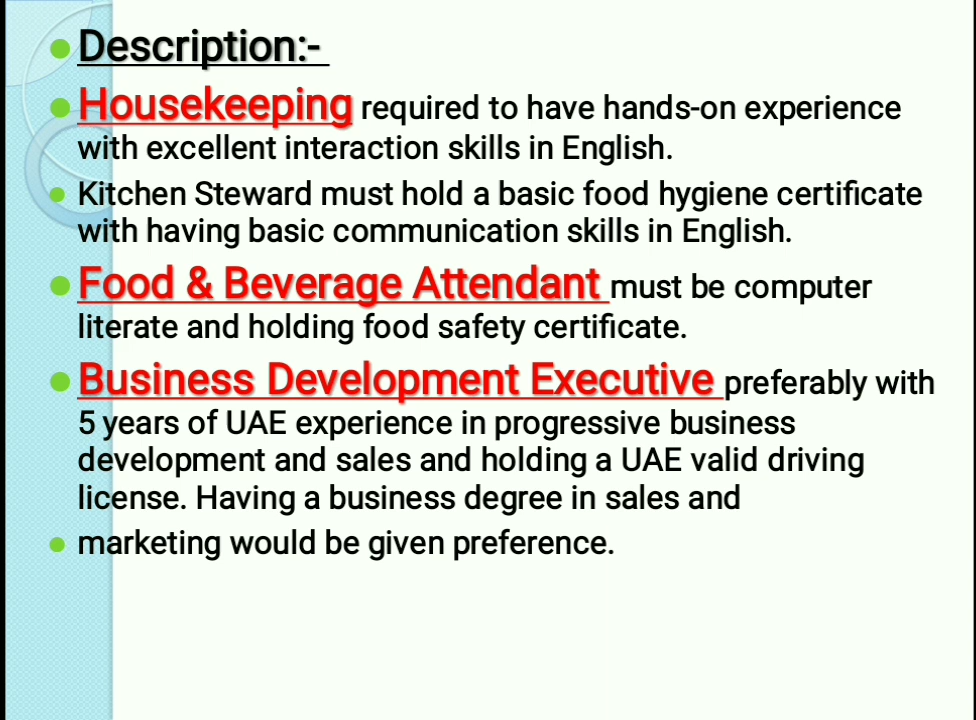 Description:-
Housekeeping required to have hands-on experience
with excellent interaction skills in English.
Kitchen Steward must hold a basic food hygiene certificate
with having basic communication skills in English.
Food & Beverage Attendant must be computer
literate and holding food safety certificate.
Business Development Executive preferably with
5 years of UAE experience in progressive business
development and sales and holding a UAE valid driving
license. Having a business degree in sales and
marketing would be given preference.